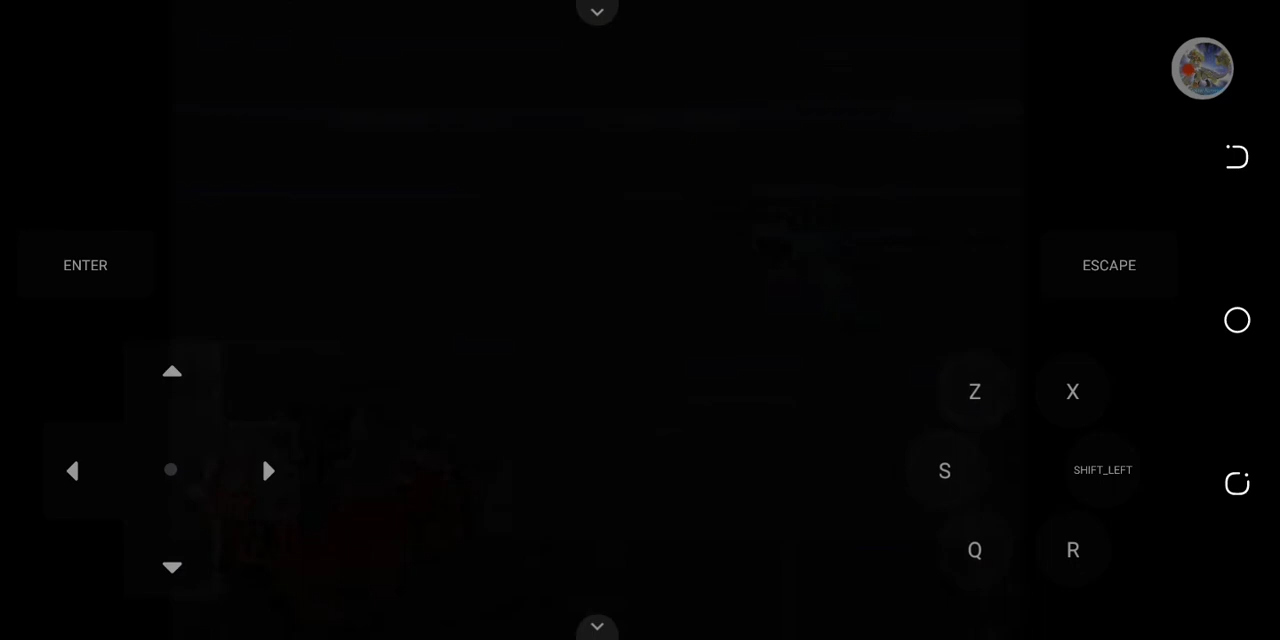 ENTER
ESCAPE
Z X
S SHIFT_LEFT
Q R